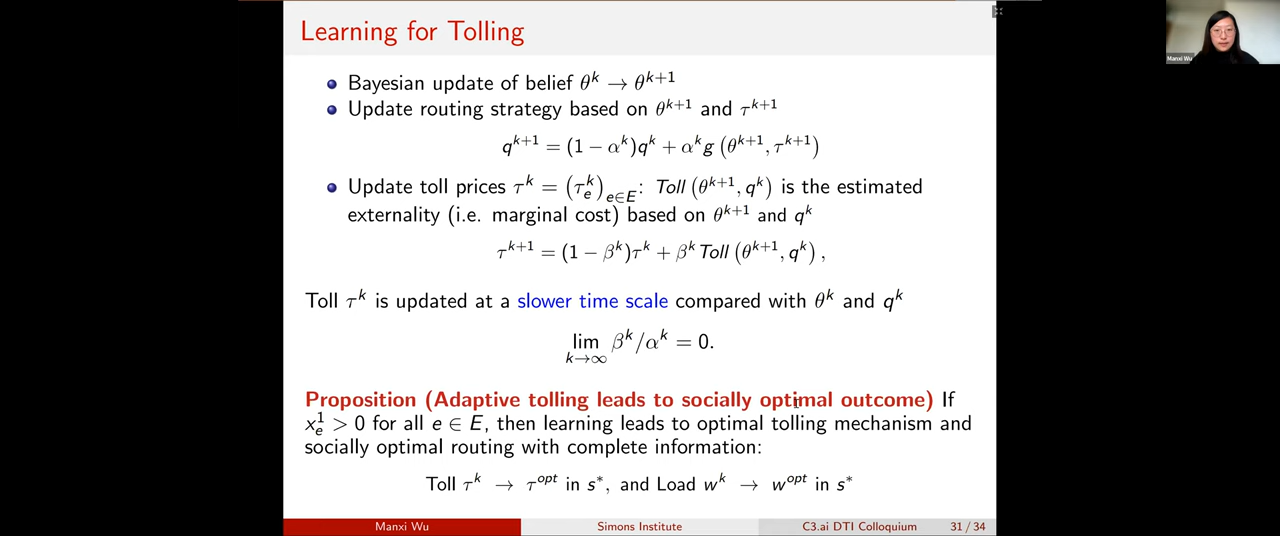 Learning for Tolling
Manxi Wu
Bayesian update of belief θ^k → θ^{k+1}
Update routing strategy based on θ^{k+1} and τ^{k+1}
q^{k+1} = (1 − α^k)q^k + α^k g (θ^{k+1}, τ^{k+1})
Update toll prices τ^k = (τ_e^k)_{e∈E}: Toll (θ^{k+1}, q^k) is the estimated
externality (i.e. marginal cost) based on θ^{k+1} and q^k
τ^{k+1} = (1 − β^k)τ^k + β^k Toll (θ^{k+1}, q^k) ,
Toll τ^k is updated at a slower time scale compared with θ^k and q^k
lim_{k→∞} β^k/α^k = 0.
Proposition (Adaptive tolling leads to socially optimal outcome) If
x_e^1 > 0 for all e ∈ E, then learning leads to optimal tolling mechanism and
socially optimal routing with complete information:
Toll τ^k → τ^{opt} in s*, and Load w^k → w^{opt} in s*
Manxi Wu Simons Institute C3.ai DTI Colloquium 31 / 34